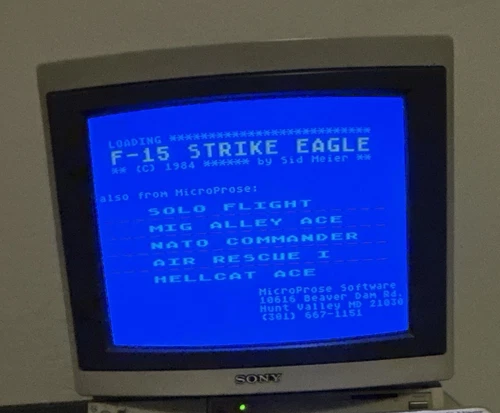 LOADING ********************
F-15 STRIKE EAGLE
** (C) 1984 ****** by Sid Meier **
also from MicroProse:
SOLO FLIGHT
MIG ALLEY ACE
NATO COMMANDER
AIR RESCUE I
HELLCAT ACE
MicroProse Software
10616 Beaver Dam Rd.
Hunt Valley MD 21030
(301) 667-1151
SONY